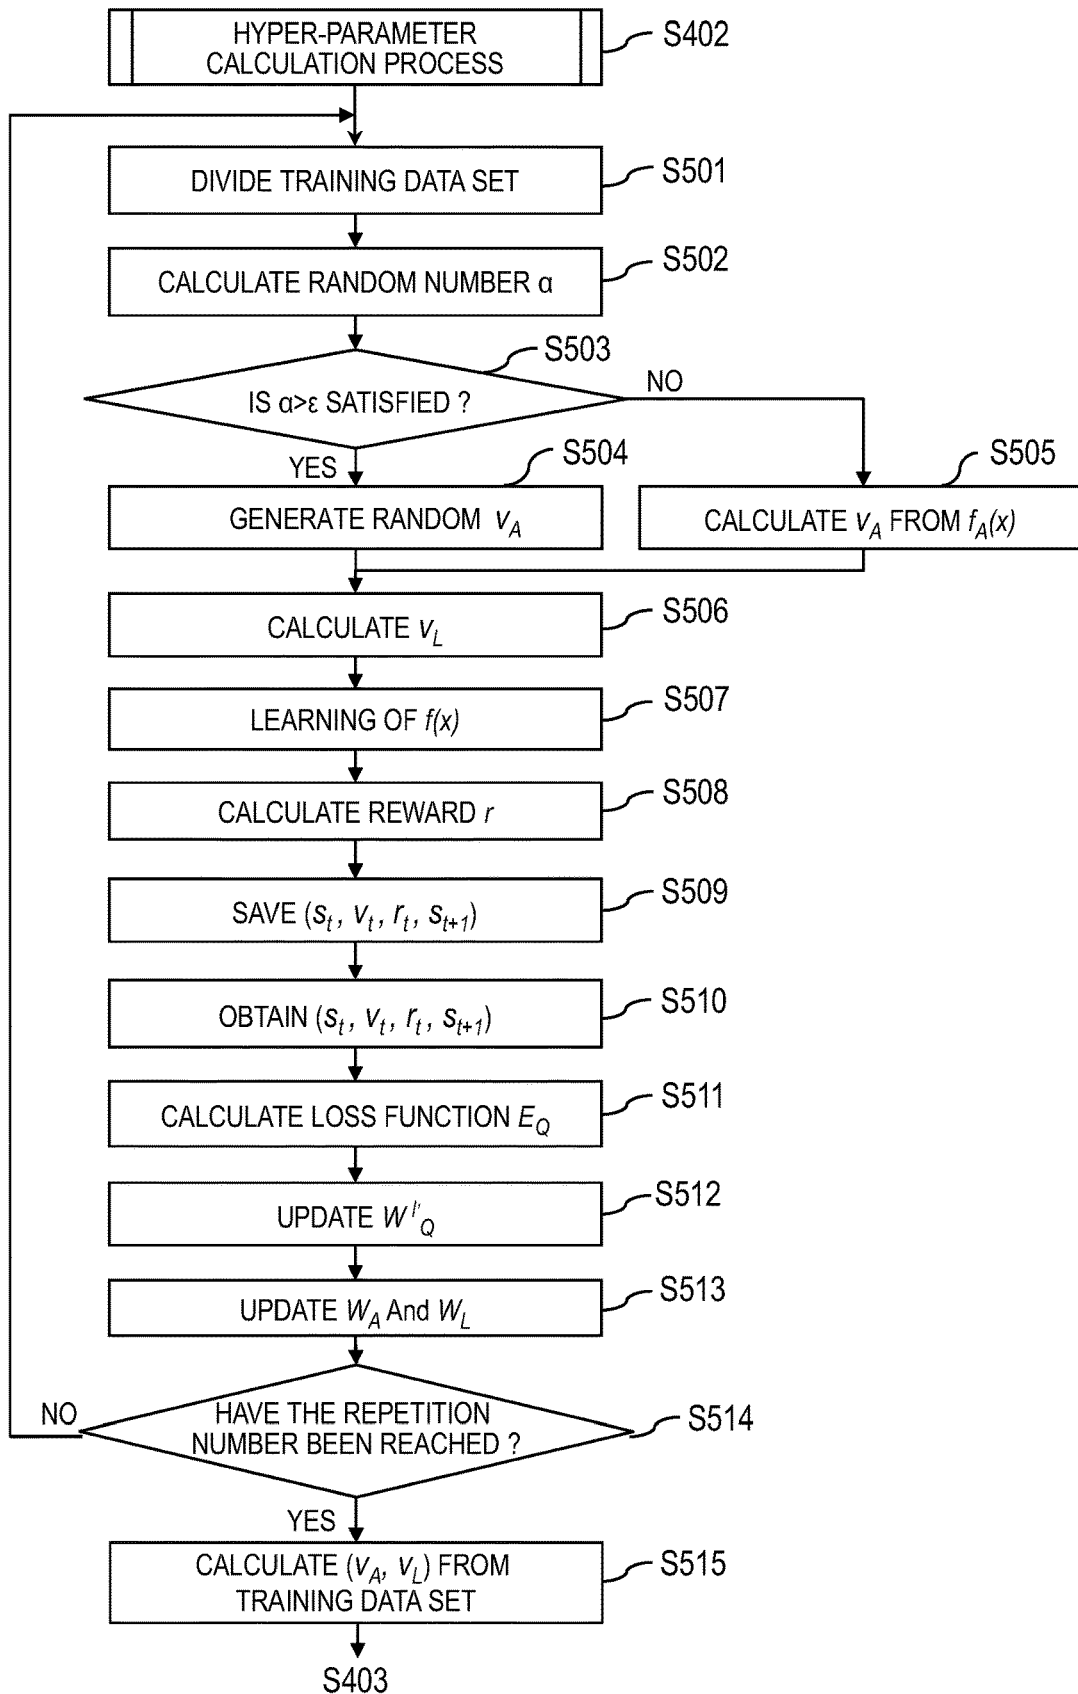 HYPER-PARAMETER
CALCULATION PROCESS
S402
DIVIDE TRAINING DATA SET
S501
CALCULATE RANDOM NUMBER α
S502
IS α>ε SATISFIED ?
S503
NO
YES
GENERATE RANDOM v_A
S504
CALCULATE v_A FROM f_A(x)
S505
CALCULATE v_L
S506
LEARNING OF f(x)
S507
CALCULATE REWARD r
S508
SAVE (s_t, v_t, r_t, s_{t+1})
S509
OBTAIN (s_t, v_t, r_t, s_{t+1})
S510
CALCULATE LOSS FUNCTION E_Q
S511
UPDATE W^{l'}_Q
S512
UPDATE W_A And W_L
S513
HAVE THE REPETITION
NUMBER BEEN REACHED ?
S514
NO
YES
CALCULATE (v_A, v_L) FROM
TRAINING DATA SET
S515
S403